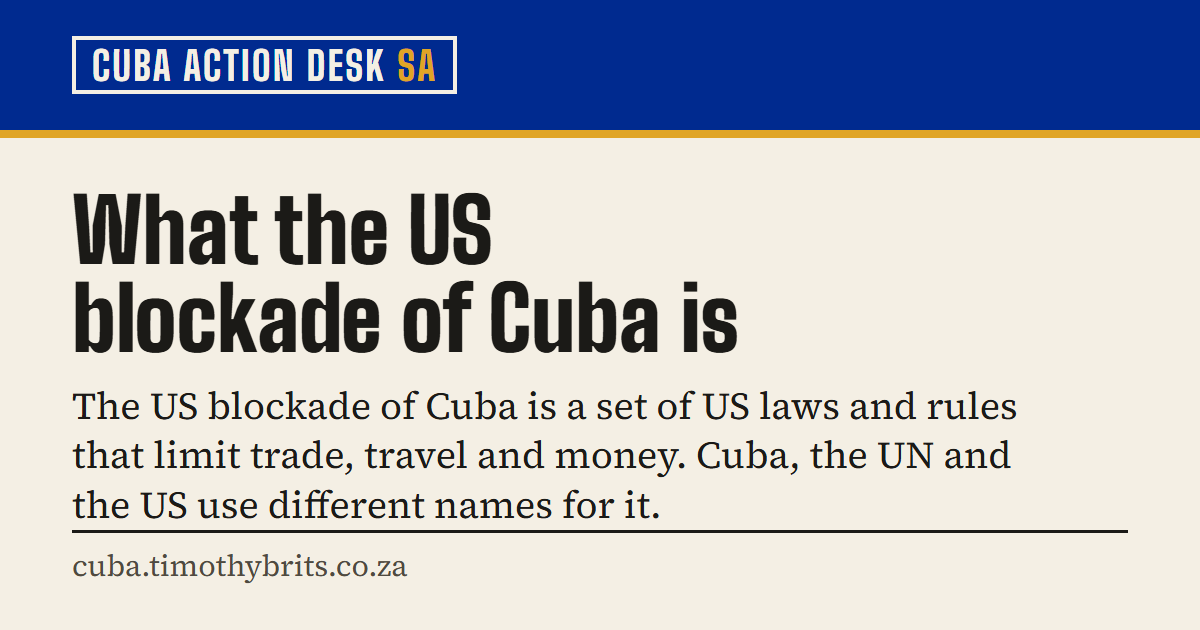 CUBA ACTION DESK SA
What the US
blockade of Cuba is
The US blockade of Cuba is a set of US laws and rules
that limit trade, travel and money. Cuba, the UN and
the US use different names for it.
cuba.timothybrits.co.za